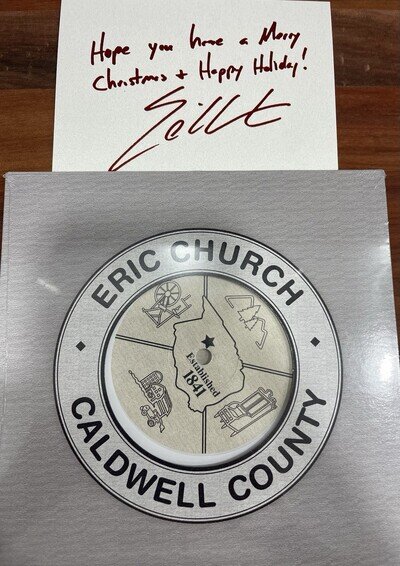 Hope you have a Merry
Christmas + Happy Holiday!
ERIC CHURCH
Established
1841
CALDWELL COUNTY